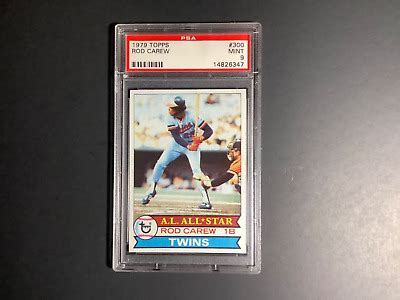 PSA
1979 TOPPS #300
ROD CAREW MINT
9
14826347
A.L. ALL★STAR
ROD CAREW 1B
TWINS